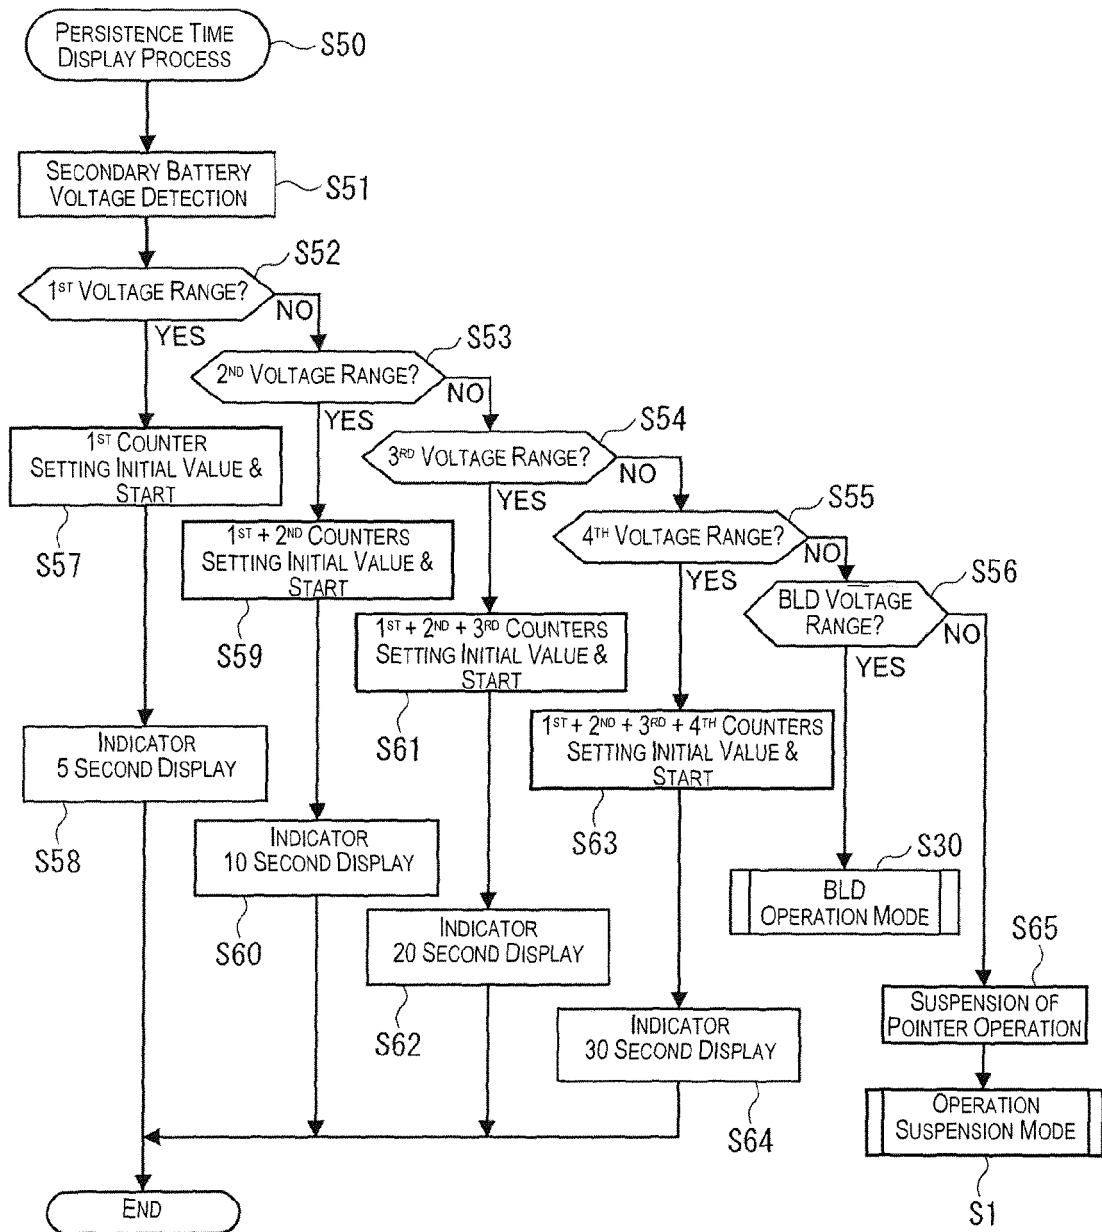 PERSISTENCE TIME
DISPLAY PROCESS
S50
SECONDARY BATTERY
VOLTAGE DETECTION
S51
S52
1ST VOLTAGE RANGE?
NO
YES
S53
2ND VOLTAGE RANGE?
NO
YES
S54
3RD VOLTAGE RANGE?
NO
YES
S55
4TH VOLTAGE RANGE?
NO
YES
S56
BLD VOLTAGE
RANGE?
NO
YES
1ST COUNTER
SETTING INITIAL VALUE &
START
S57
1ST + 2ND COUNTERS
SETTING INITIAL VALUE &
START
S59
1ST + 2ND + 3RD COUNTERS
SETTING INITIAL VALUE &
START
S61
1ST + 2ND + 3RD + 4TH COUNTERS
SETTING INITIAL VALUE &
START
S63
INDICATOR
5 SECOND DISPLAY
S58
INDICATOR
10 SECOND DISPLAY
S60
INDICATOR
20 SECOND DISPLAY
S62
INDICATOR
30 SECOND DISPLAY
S64
S30
BLD
OPERATION MODE
S65
SUSPENSION OF
POINTER OPERATION
OPERATION
SUSPENSION MODE
S1
END